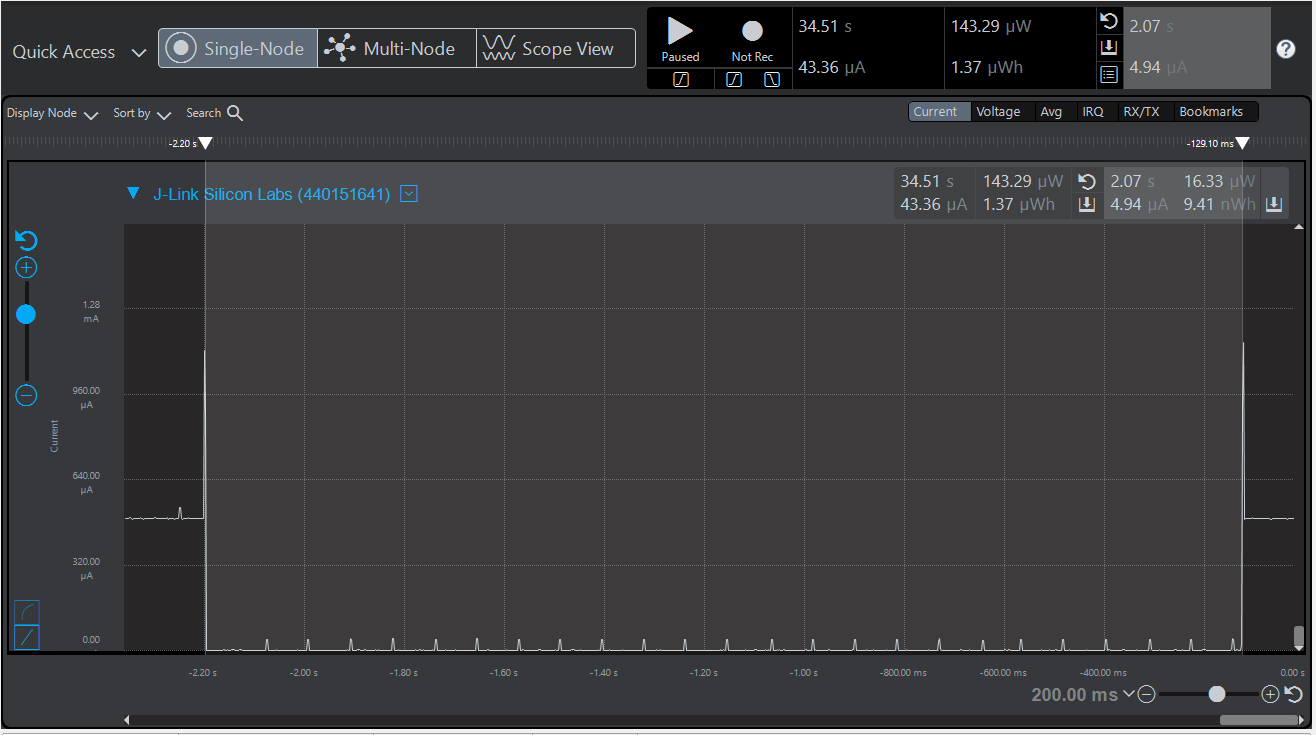 Quick Access
Single-Node
Multi-Node
Scope View
Paused
Not Rec
34.51 s
43.36 µA
143.29 µW
1.37 µWh
2.07 s
4.94 µA
?
Display Node
Sort by
Search
Current
Voltage
Avg
IRQ
RX/TX
Bookmarks
-2.20 s
-129.10 ms
J-Link Silicon Labs (440151641)
34.51 s 143.29 µW
43.36 µA 1.37 µWh
2.07 s 16.33 µW
4.94 µA 9.41 nWh
1.28
mA
960.00
µA
Current
640.00
µA
320.00
µA
0.00
-2.20 s -2.00 s -1.80 s -1.60 s -1.40 s -1.20 s -1.00 s -800.00 ms -600.00 ms -400.00 ms 0.00 s
200.00 ms